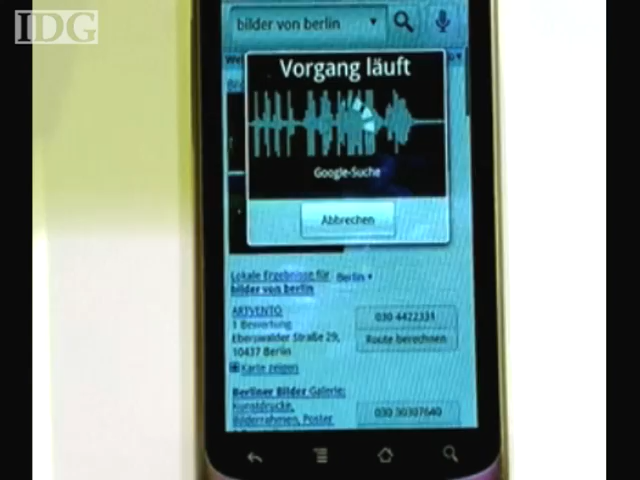 IDG
bilder von berlin
Vorgang läuft
Google-Suche
Abbrechen
Lokale Ergebnisse für Berlin
bilder von berlin
ARTVENTO
030 4422331
1 Bewertung
Eberswalder Straße 29,
Route berechnen
10437 Berlin
Karte zeigen
Berliner Bilder Galerie:
Kunstdrucke,
030 30307640
Bilderrahmen, Poster